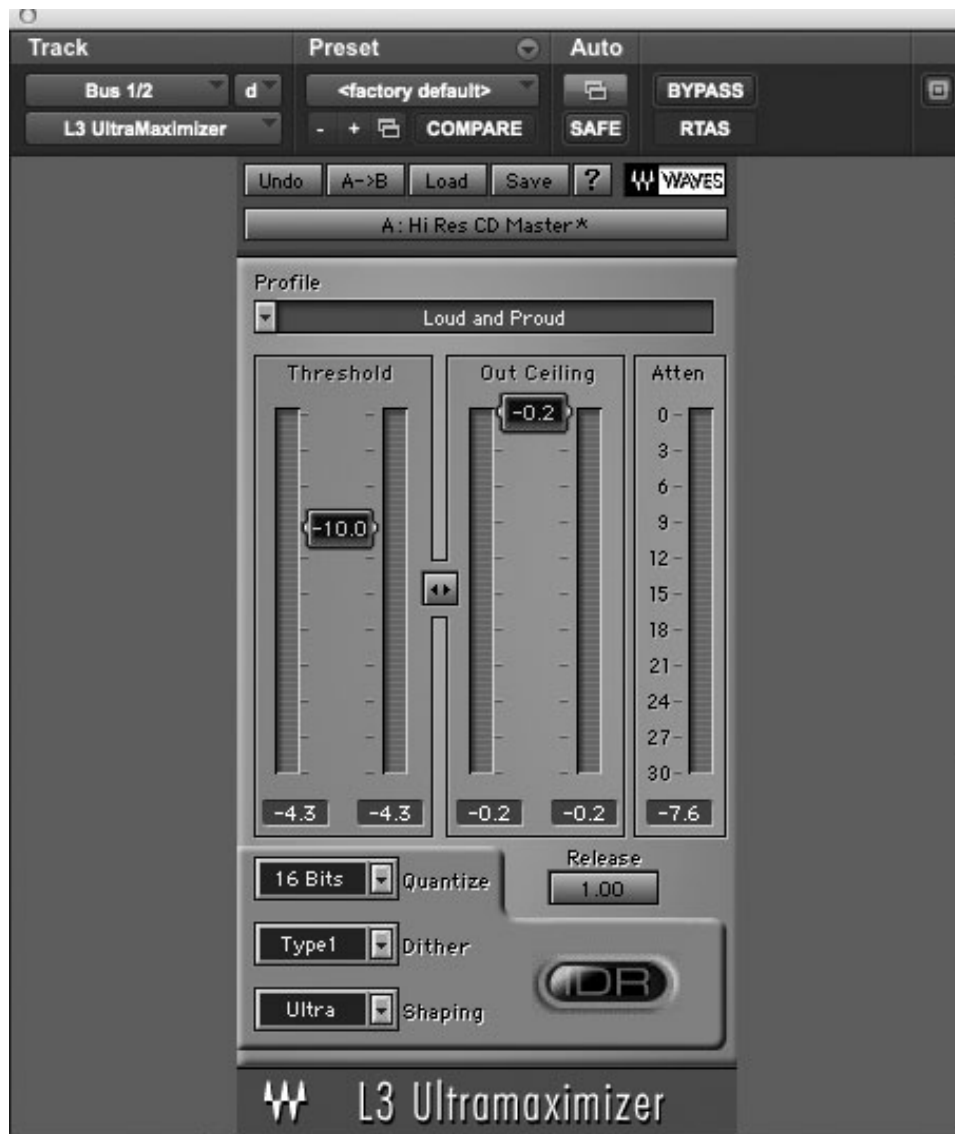 Track Preset Auto
Bus 1/2 d <factory default> BYPASS
L3 UltraMaximizer - + COMPARE SAFE RTAS
Undo A->B Load Save ? WAVES
A: Hi Res CD Master*
Profile
Loud and Proud
Threshold Out Ceiling Atten
-0.2 0
3
6
-10.0 9
12
15
18
21
24
27
30
-4.3 -4.3 -0.2 -0.2 -7.6
Release
16 Bits Quantize 1.00
Type1 Dither
IDR
Ultra Shaping
L3 Ultramaximizer